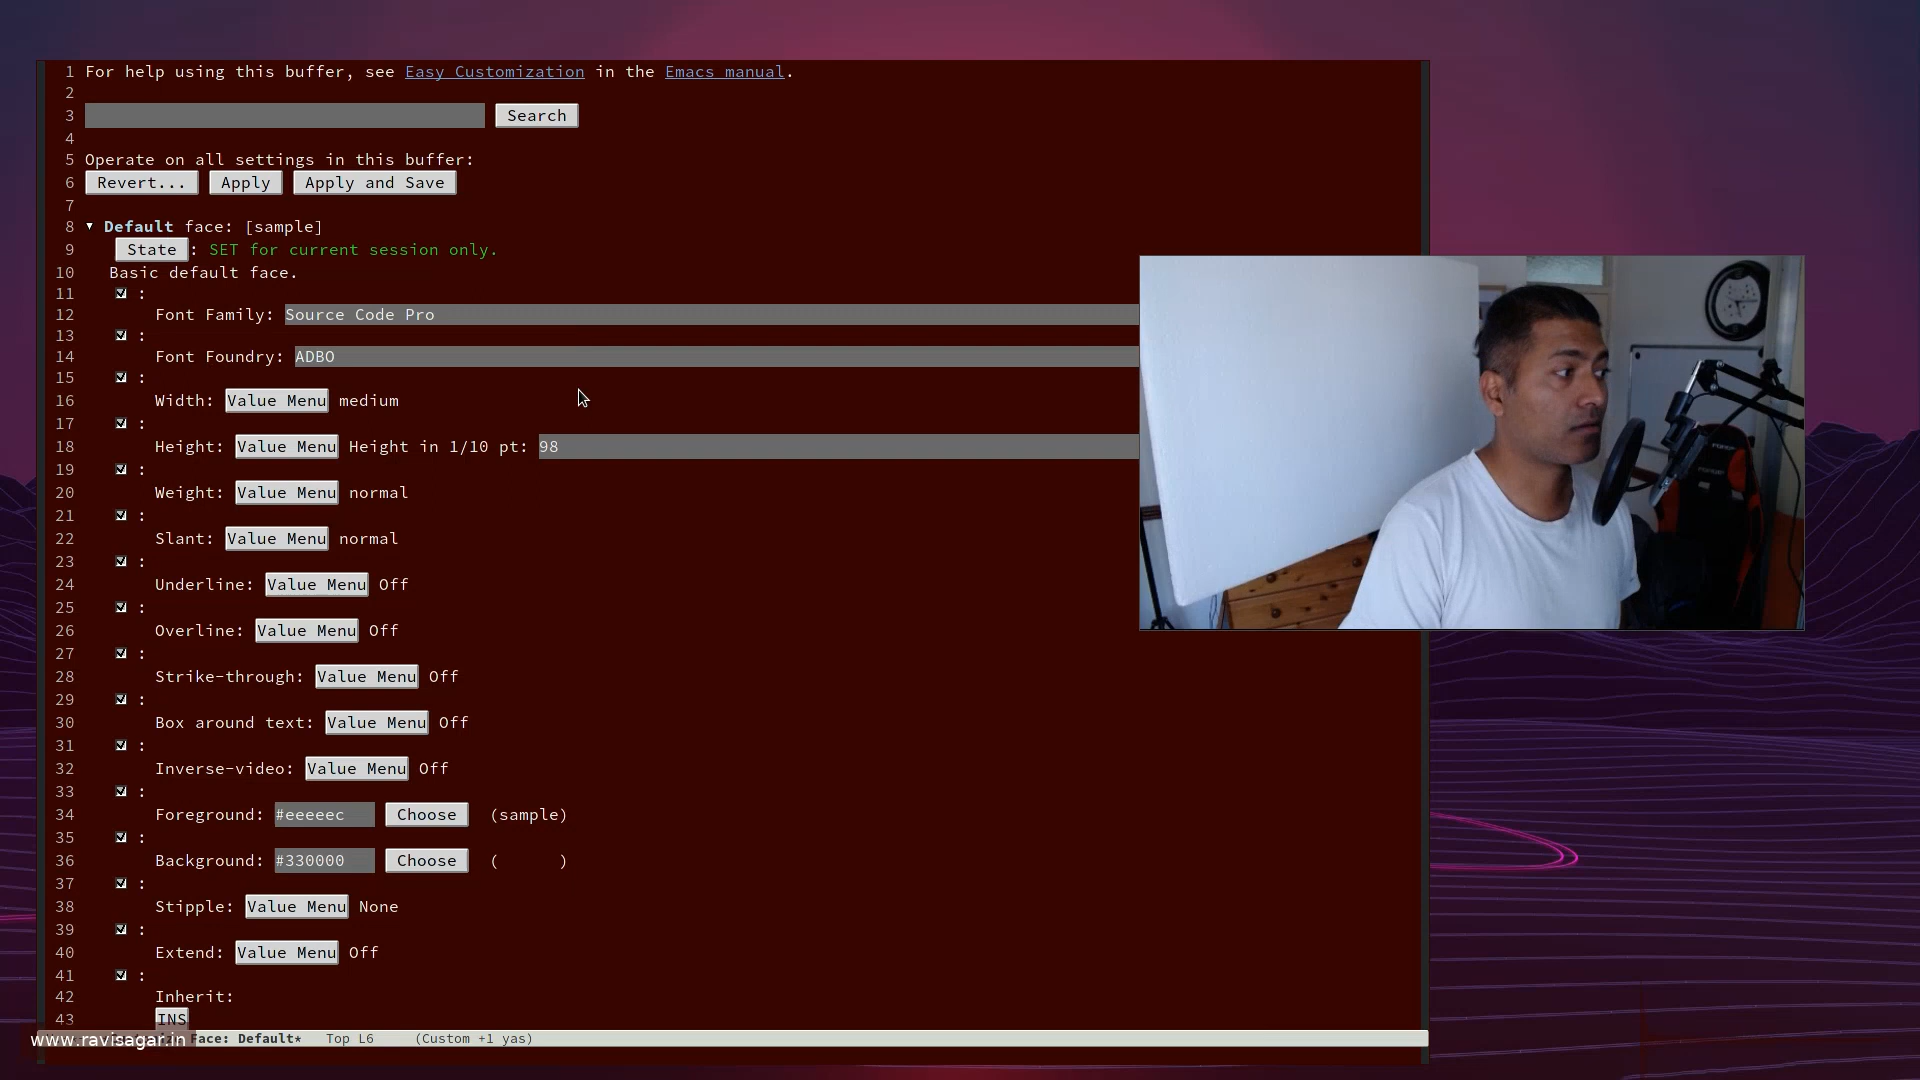 1 For help using this buffer, see Easy Customization in the Emacs manual.
2
3 Search
4
5 Operate on all settings in this buffer:
6 Revert... Apply Apply and Save
7
8 ▼ Default face: [sample]
9 State : SET for current session only.
10 Basic default face.
11 :
12 Font Family: Source Code Pro
13 :
14 Font Foundry: ADBO
15 :
16 Width: Value Menu medium
17 :
18 Height: Value Menu Height in 1/10 pt: 98
19 :
20 Weight: Value Menu normal
21 :
22 Slant: Value Menu normal
23 :
24 Underline: Value Menu Off
25 :
26 Overline: Value Menu Off
27 :
28 Strike-through: Value Menu Off
29 :
30 Box around text: Value Menu Off
31 :
32 Inverse-video: Value Menu Off
33 :
34 Foreground: #eeeeec Choose (sample)
35 :
36 Background: #330000 Choose ( )
37 :
38 Stipple: Value Menu None
39 :
40 Extend: Value Menu Off
41 :
42 Inherit:
43 INS
www.ravisagar.in Face: Default* Top L6 (Custom +1 yas)